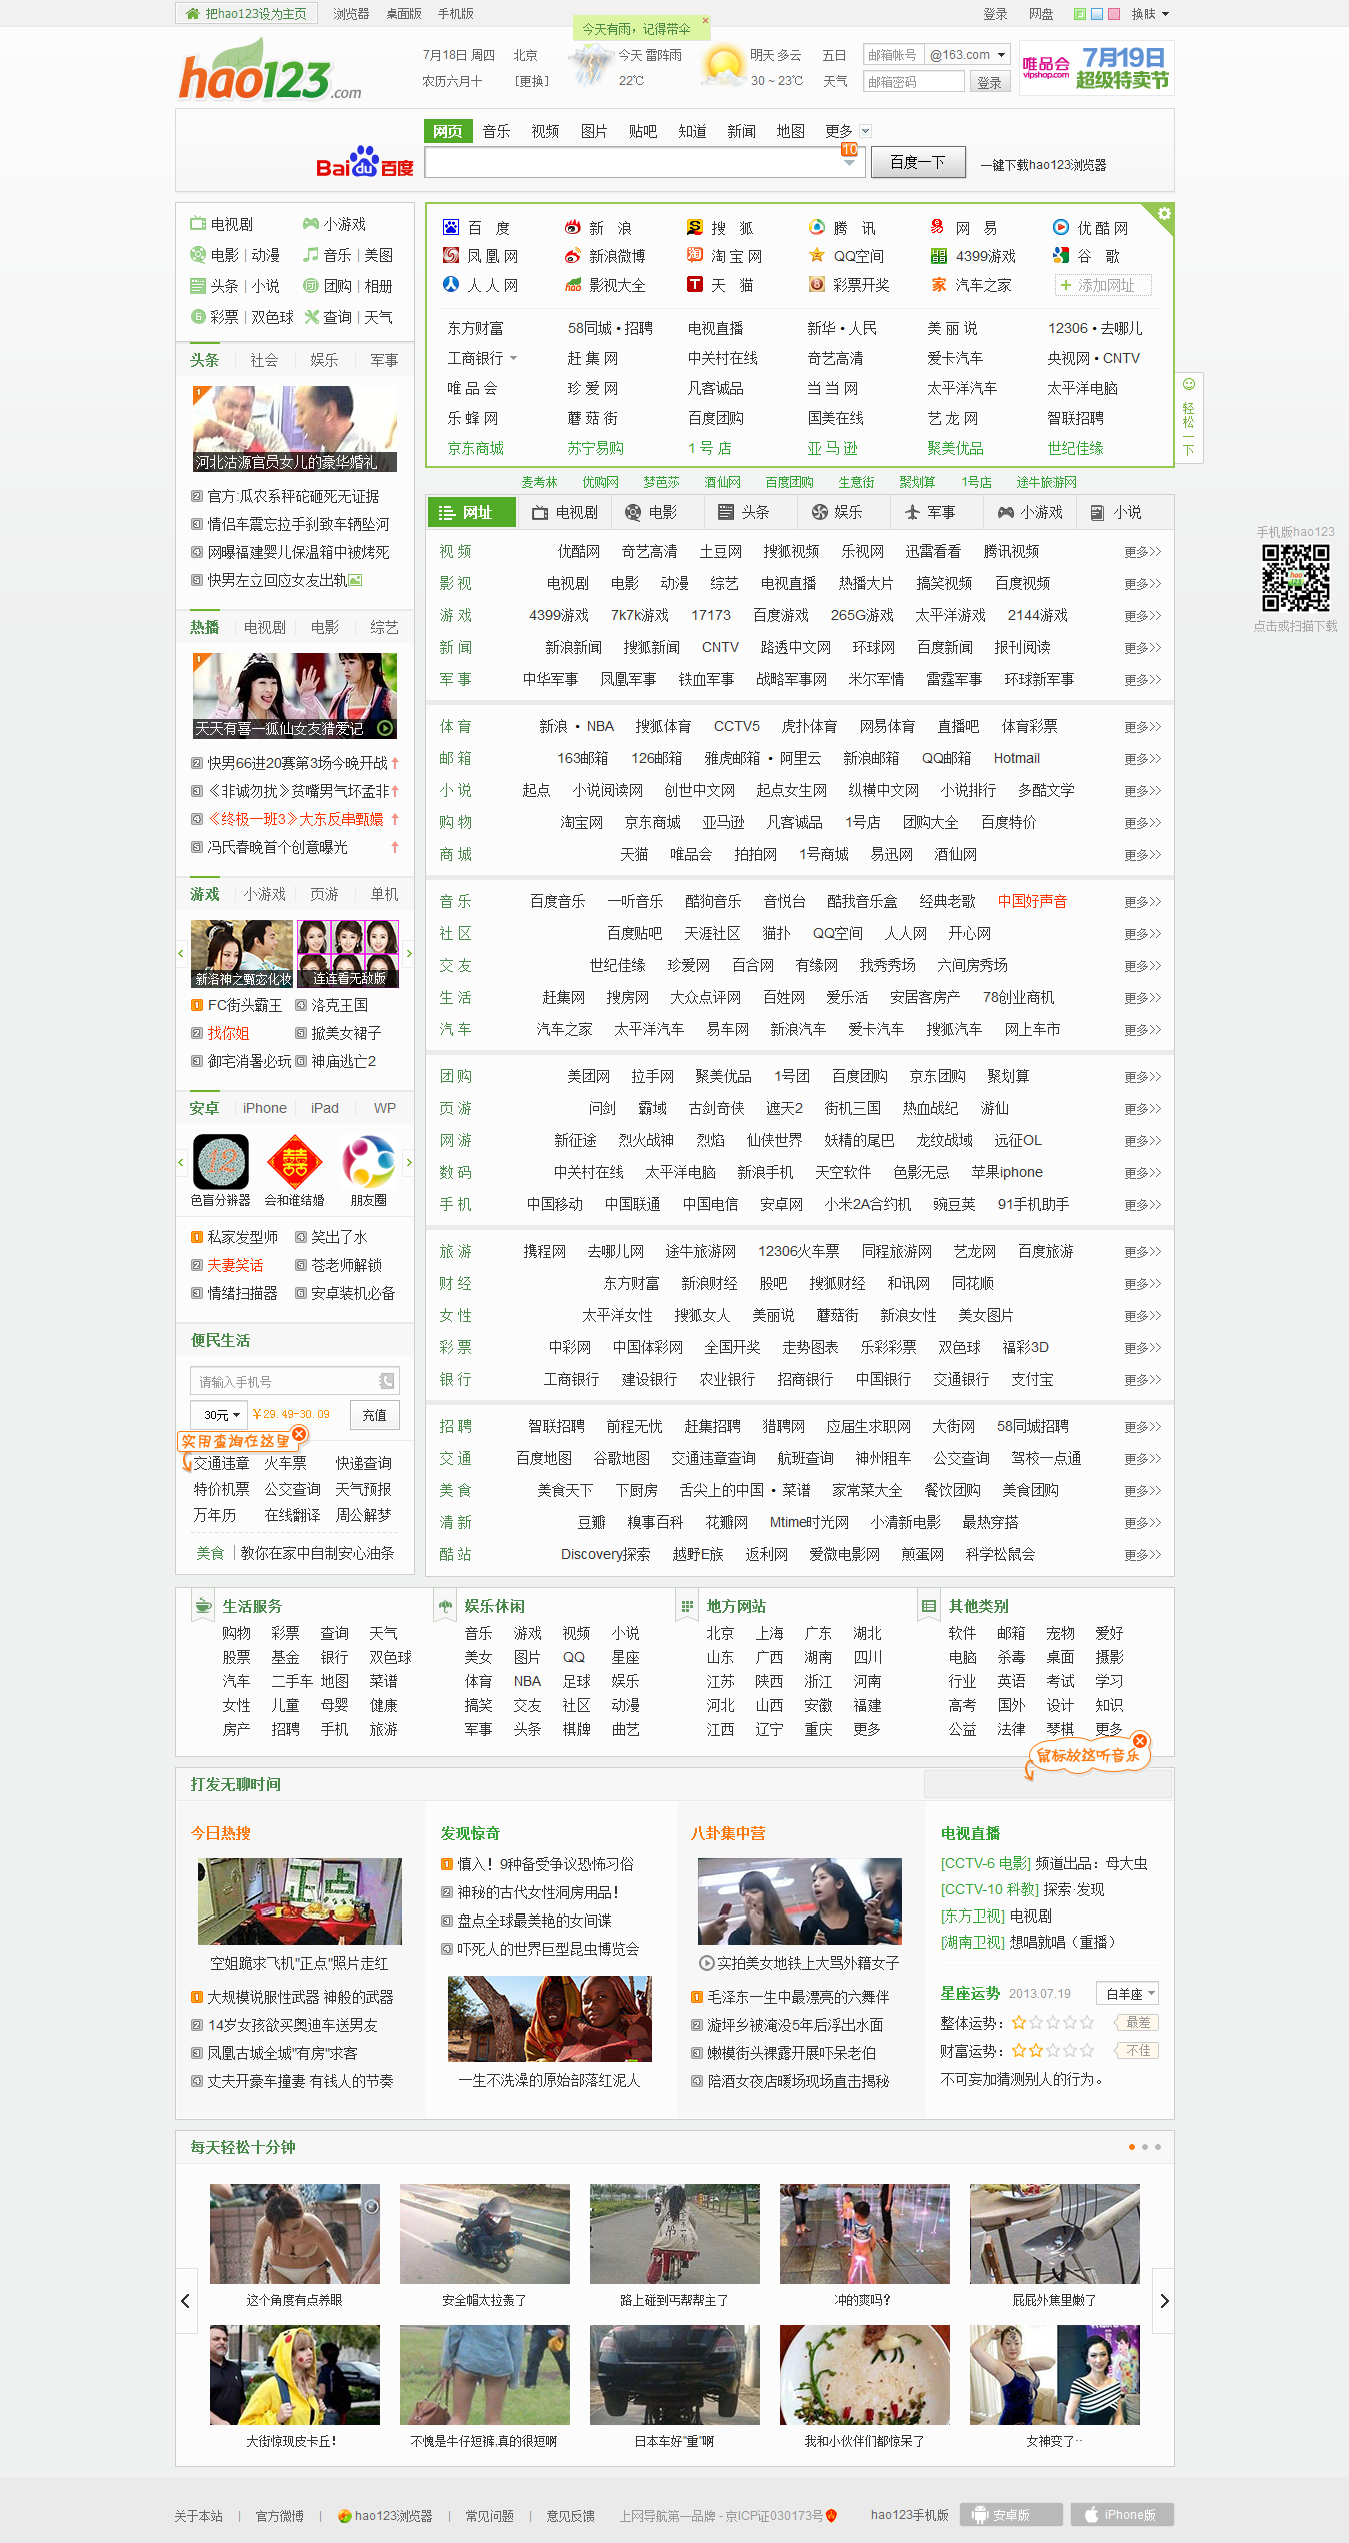 把hao123设为主页 浏览器 桌面版 手机版 登录 网盘 换肤
今天有雨，记得带伞
hao123.com
7月18日 周四 北京 今天 雷阵雨 明天 多云 五日 邮箱帐号 @163.com
农历六月十 [更换] 22℃ 30 ~ 23℃ 天气 邮箱密码 登录
唯品会 vipshop.com 7月19日 超级特卖节
网页 音乐 视频 图片 贴吧 知道 新闻 地图 更多
Bai du 百度 10 百度一下 一键下载hao123浏览器
电视剧 小游戏
电影 | 动漫 音乐 | 美图
头条 | 小说 团购 | 相册
彩票 | 双色球 查询 | 天气
头条 社会 娱乐 军事
1
河北沽源官员女儿的豪华婚礼
2 官方:瓜农系秤砣砸死无证据
3 情侣车震忘拉手刹致车辆坠河
4 网曝福建婴儿保温箱中被烤死
5 快男左立回应女友出轨
热播 电视剧 电影 综艺
1
天天有喜—狐仙女友猎爱记
2 快男66进20赛第3场今晚开战
3 《非诚勿扰》贫嘴男气坏孟非
4 《终极一班3》大东反串甄嬛
5 冯氏春晚首个创意曝光
游戏 小游戏 页游 单机
新洛神之甄宓化妆 连连看无敌版
1 FC街头霸王 4 洛克王国
2 找你姐 5 掀美女裙子
3 御宅消暑必玩 6 神庙逃亡2
安卓 iPhone iPad WP
色盲分辨器 会和谁结婚 朋友圈
1 私家发型师 4 笑出了水
2 夫妻笑话 5 苍老师解锁
3 情绪扫描器 6 安卓装机必备
便民生活
请输入手机号
30元 ￥29.49-30.09 充值
实用查询在这里
交通违章 火车票 快递查询
特价机票 公交查询 天气预报
万年历 在线翻译 周公解梦
美食 | 教你在家中自制安心油条
百 度 新 浪 搜 狐 腾 讯 网 易 优 酷 网
凤 凰 网 新浪微博 淘 宝 网 QQ空间 4399游戏 谷 歌
人 人 网 影视大全 天 猫 彩票开奖 汽车之家 添加网址
东方财富 58同城 • 招聘 电视直播 新华 • 人民 美 丽 说 12306 • 去哪儿
工商银行 赶 集 网 中关村在线 奇艺高清 爱卡汽车 央视网 • CNTV
唯 品 会 珍 爱 网 凡客诚品 当 当 网 太平洋汽车 太平洋电脑
乐 蜂 网 蘑 菇 街 百度团购 国美在线 艺 龙 网 智联招聘
京东商城 苏宁易购 1 号 店 亚 马 逊 聚美优品 世纪佳缘
轻松一下
麦考林 优购网 梦芭莎 酒仙网 百度团购 生意街 聚划算 1号店 途牛旅游网
网址 电视剧 电影 头条 娱乐 军事 小游戏 小说
手机版hao123
点击或扫描下载
视 频 优酷网 奇艺高清 土豆网 搜狐视频 乐视网 迅雷看看 腾讯视频 更多>>
影 视 电视剧 电影 动漫 综艺 电视直播 热播大片 搞笑视频 百度视频 更多>>
游 戏 4399游戏 7k7k游戏 17173 百度游戏 265G游戏 太平洋游戏 2144游戏 更多>>
新 闻 新浪新闻 搜狐新闻 CNTV 路透中文网 环球网 百度新闻 报刊阅读 更多>>
军 事 中华军事 凤凰军事 铁血军事 战略军事网 米尔军情 雷霆军事 环球新军事 更多>>
体 育 新浪 • NBA 搜狐体育 CCTV5 虎扑体育 网易体育 直播吧 体育彩票 更多>>
邮 箱 163邮箱 126邮箱 雅虎邮箱 • 阿里云 新浪邮箱 QQ邮箱 Hotmail 更多>>
小 说 起点 小说阅读网 创世中文网 起点女生网 纵横中文网 小说排行 多酷文学 更多>>
购 物 淘宝网 京东商城 亚马逊 凡客诚品 1号店 团购大全 百度特价 更多>>
商 城 天猫 唯品会 拍拍网 1号商城 易迅网 酒仙网 更多>>
音 乐 百度音乐 一听音乐 酷狗音乐 音悦台 酷我音乐盒 经典老歌 中国好声音 更多>>
社 区 百度贴吧 天涯社区 猫扑 QQ空间 人人网 开心网 更多>>
交 友 世纪佳缘 珍爱网 百合网 有缘网 我秀秀场 六间房秀场 更多>>
生 活 赶集网 搜房网 大众点评网 百姓网 爱乐活 安居客房产 78创业商机 更多>>
汽 车 汽车之家 太平洋汽车 易车网 新浪汽车 爱卡汽车 搜狐汽车 网上车市 更多>>
团 购 美团网 拉手网 聚美优品 1号团 百度团购 京东团购 聚划算 更多>>
页 游 问剑 霸域 古剑奇侠 遮天2 街机三国 热血战纪 游仙 更多>>
网 游 新征途 烈火战神 烈焰 仙侠世界 妖精的尾巴 龙纹战域 远征OL 更多>>
数 码 中关村在线 太平洋电脑 新浪手机 天空软件 色影无忌 苹果iphone 更多>>
手 机 中国移动 中国联通 中国电信 安卓网 小米2A合约机 豌豆荚 91手机助手 更多>>
旅 游 携程网 去哪儿网 途牛旅游网 12306火车票 同程旅游网 艺龙网 百度旅游 更多>>
财 经 东方财富 新浪财经 股吧 搜狐财经 和讯网 同花顺 更多>>
女 性 太平洋女性 搜狐女人 美丽说 蘑菇街 新浪女性 美女图片 更多>>
彩 票 中彩网 中国体彩网 全国开奖 走势图表 乐彩彩票 双色球 福彩3D 更多>>
银 行 工商银行 建设银行 农业银行 招商银行 中国银行 交通银行 支付宝 更多>>
招 聘 智联招聘 前程无忧 赶集招聘 猎聘网 应届生求职网 大街网 58同城招聘 更多>>
交 通 百度地图 谷歌地图 交通违章查询 航班查询 神州租车 公交查询 驾校一点通 更多>>
美 食 美食天下 下厨房 舌尖上的中国 • 菜谱 家常菜大全 餐饮团购 美食团购 更多>>
清 新 豆瓣 糗事百科 花瓣网 Mtime时光网 小清新电影 最热穿搭 更多>>
酷 站 Discovery探索 越野E族 返利网 爱微电影网 煎蛋网 科学松鼠会 更多>>
生活服务 娱乐休闲 地方网站 其他类别
购物 彩票 查询 天气 音乐 游戏 视频 小说 北京 上海 广东 湖北 软件 邮箱 宠物 爱好
股票 基金 银行 双色球 美女 图片 QQ 星座 山东 广西 湖南 四川 电脑 杀毒 桌面 摄影
汽车 二手车 地图 菜谱 体育 NBA 足球 娱乐 江苏 陕西 浙江 河南 行业 英语 考试 学习
女性 儿童 母婴 健康 搞笑 交友 社区 动漫 河北 山西 安徽 福建 高考 国外 设计 知识
房产 招聘 手机 旅游 军事 头条 棋牌 曲艺 江西 辽宁 重庆 更多 公益 法律 琴棋 更多
鼠标放这听音乐
打发无聊时间
今日热搜
正点
空姐跪求飞机"正点"照片走红
1 大规模说服性武器 神般的武器
2 14岁女孩欲买奥迪车送男友
3 凤凰古城全城"有房"求客
4 丈夫开豪车撞妻 有钱人的节奏
发现惊奇
1 慎入！9种备受争议恐怖习俗
2 神秘的古代女性洞房用品！
3 盘点全球最美艳的女间谍
4 吓死人的世界巨型昆虫博览会
一生不洗澡的原始部落红泥人
八卦集中营
实拍美女地铁上大骂外籍女子
1 毛泽东一生中最漂亮的六舞伴
2 漩坪乡被淹没5年后浮出水面
3 嫩模街头裸露开展吓呆老伯
4 陪酒女夜店暖场现场直击揭秘
电视直播
[CCTV-6 电影] 频道出品：母大虫
[CCTV-10 科教] 探索·发现
[东方卫视] 电视剧
[湖南卫视] 想唱就唱（重播）
星座运势 2013.07.19 白羊座
整体运势： 最差
财富运势： 不佳
不可妄加猜测别人的行为。
每天轻松十分钟
这个角度有点养眼 安全帽太拉轰了 路上碰到丐帮帮主了 冲的爽吗？ 屁屁外焦里嫩了
大街惊现皮卡丘！ 不愧是牛仔短裤,真的很短啊 日本车好"重"啊 我和小伙伴们都惊呆了 女神变了··
关于本站 | 官方微博 | hao123浏览器 | 常见问题 | 意见反馈 上网导航第一品牌 - 京ICP证030173号 hao123手机版 安卓版 iPhone版